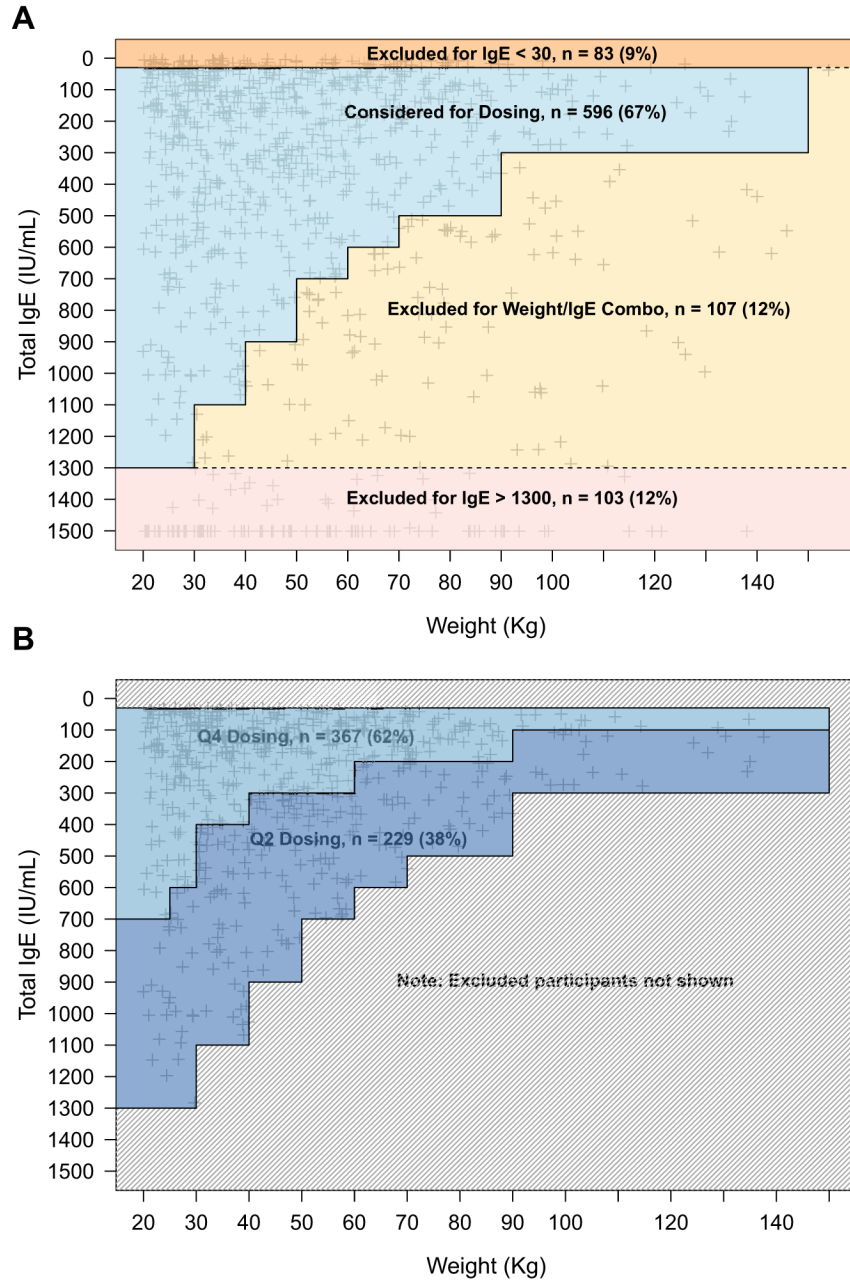 A
Excluded for IgE < 30, n = 83 (9%)
Considered for Dosing, n = 596 (67%)
Excluded for Weight/IgE Combo, n = 107 (12%)
Excluded for IgE > 1300, n = 103 (12%)
Total IgE (IU/mL)
0
100
200
300
400
500
600
700
800
900
1000
1100
1200
1300
1400
1500
20 30 40 50 60 70 80 90 100 120 140
Weight (Kg)
B
Q4 Dosing, n = 367 (62%)
Q2 Dosing, n = 229 (38%)
Note: Excluded participants not shown
Total IgE (IU/mL)
0
100
200
300
400
500
600
700
800
900
1000
1100
1200
1300
1400
1500
20 30 40 50 60 70 80 90 100 120 140
Weight (Kg)